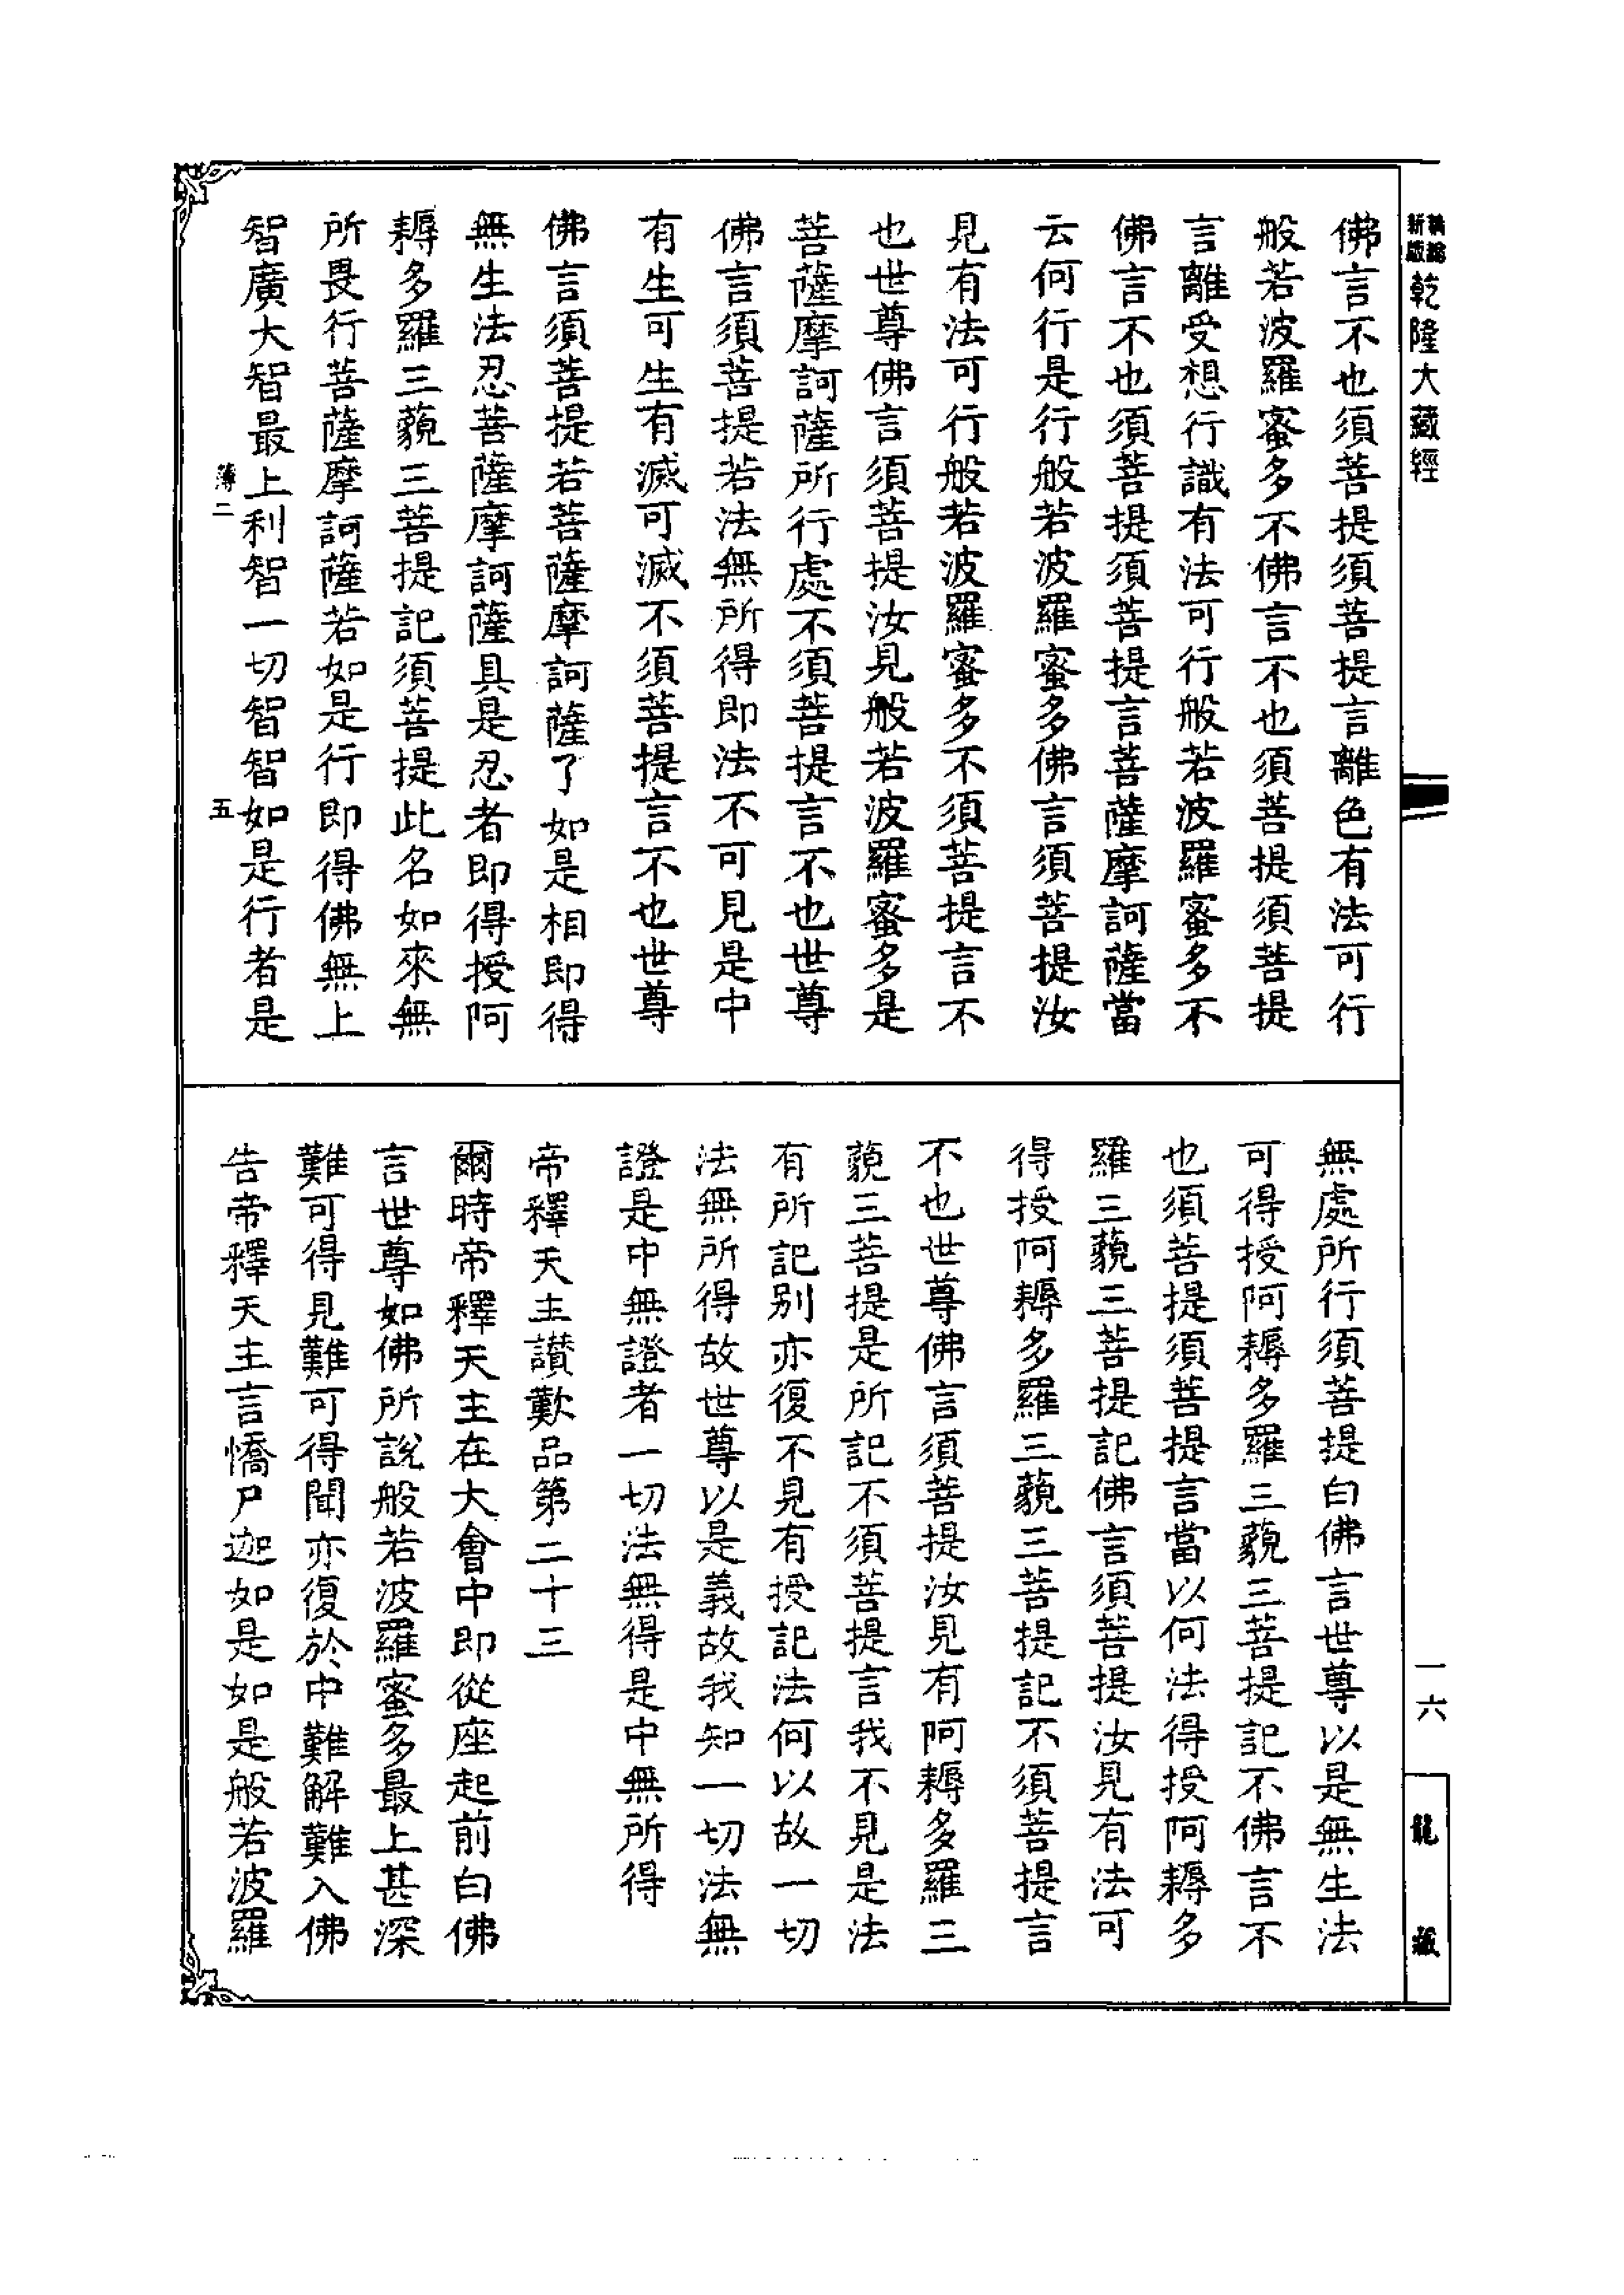 新編縮版乾隆大藏經
佛言不也須菩提須菩提言離色有法可行
般若波羅蜜多不佛言不也須菩提須菩提
言離受想行識有法可行般若波羅蜜多不
佛言不也須菩提須菩提言菩薩摩訶薩當
云何行是行般若波羅蜜多佛言須菩提汝
見有法可行般若波羅蜜多不須菩提言不
也世尊佛言須菩提汝見般若波羅蜜多是
菩薩摩訶薩所行處不須菩提言不也世尊
佛言須菩提若法無所得即法不可見是中
有生可生有滅可滅不須菩提言不也世尊
佛言須菩提若菩薩摩訶薩了如是相即得
無生法忍菩薩摩訶薩具是忍者即得授阿
耨多羅三藐三菩提記須菩提此名如來無
所畏行菩薩摩訶薩若如是行即得佛無上
智廣大智最上利智一切智智如是行者是
薄二 五
無處所行須菩提白佛言世尊以是無生法
可得授阿耨多羅三藐三菩提記不佛言不
也須菩提須菩提言當以何法得授阿耨多
羅三藐三菩提記佛言須菩提汝見有法可
得授阿耨多羅三藐三菩提記不須菩提言
不也世尊佛言須菩提汝見有阿耨多羅三
藐三菩提是所記不須菩提言我不見是法
有所記別亦復不見有授記法何以故一切
法無所得故世尊以是義故我知一切法無
證是中無證者一切法無得是中無所得
帝釋天主讚歎品第二十三
爾時帝釋天主在大會中即從座起前白佛
言世尊如佛所說般若波羅蜜多最上甚深
難可得見難可得聞亦復於中難解難入佛
告帝釋天主言憍尸迦如是如是般若波羅
一六
龍藏